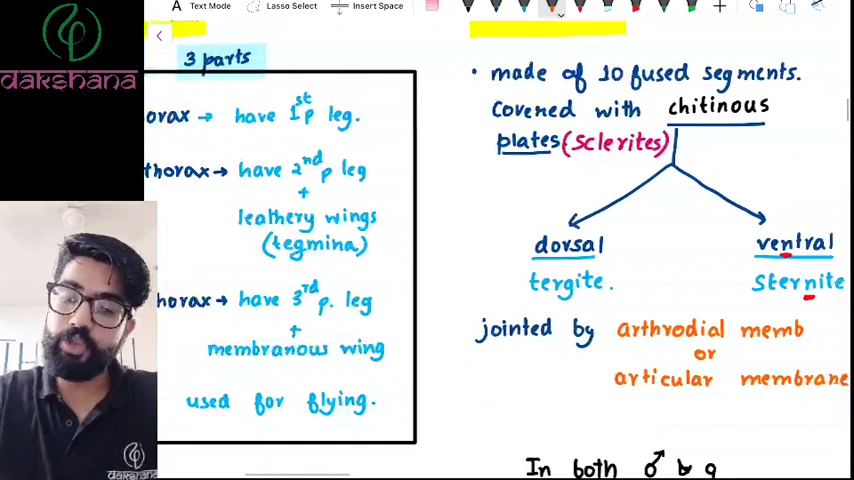 dakshana
Text Mode
Lasso Select
Insert Space
3 parts
orax → have 1st p leg.
thorax → have 2nd p leg
+
leathery wings
(tegmina)
horax → have 3rd p. leg
+
membranous wing
used for flying.
• made of 10 fused segments.
Covered with chitinous
plates (Sclerites)
dorsal
tergite.
ventral
Sternite
jointed by arthrodial memb
or
articular membrane
In both ♂ & ♀
dakshana